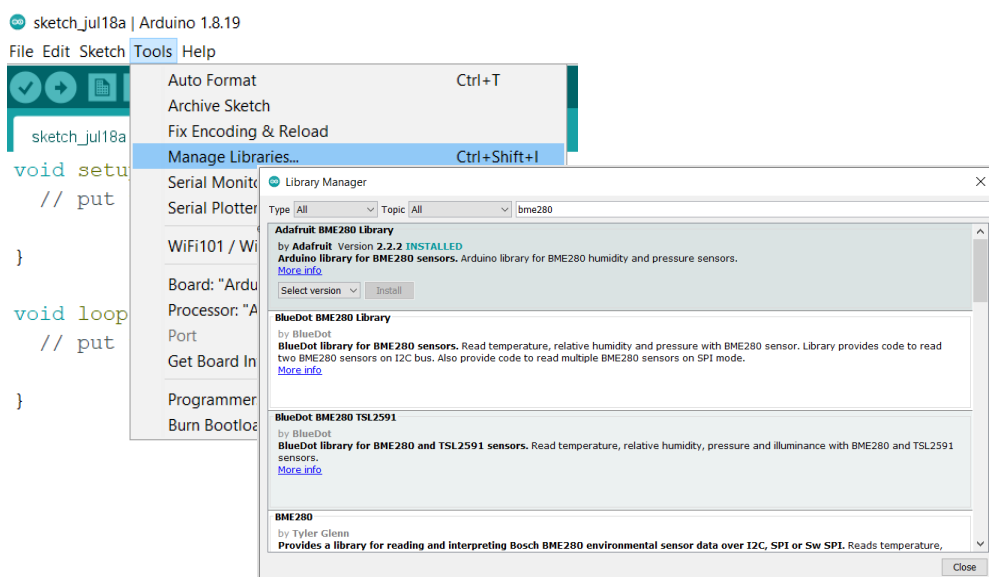 sketch_jul18a | Arduino 1.8.19
File Edit Sketch Tools Help
Auto Format Ctrl+T
Archive Sketch
Fix Encoding & Reload
Manage Libraries... Ctrl+Shift+I
Serial Monito
Serial Plotter
WiFi101 / Wi
Board: "Ardu
Processor: "A
Port
Get Board In
Programmer
Burn Bootloa
sketch_jul18a
void setu
// put
}
void loop
// put
}
Library Manager
Type All Topic All bme280
Adafruit BME280 Library
by Adafruit Version 2.2.2 INSTALLED
Arduino library for BME280 sensors. Arduino library for BME280 humidity and pressure sensors.
More info
Select version Install
BlueDot BME280 Library
by BlueDot
BlueDot library for BME280 sensors. Read temperature, relative humidity and pressure with BME280 sensor. Library provides code to read
two BME280 sensors on I2C bus. Also provide code to read multiple BME280 sensors on SPI mode.
More info
BlueDot BME280 TSL2591
by BlueDot
BlueDot library for BME280 and TSL2591 sensors. Read temperature, relative humidity, pressure and illuminance with BME280 and TSL2591
sensors.
More info
BME280
by Tyler Glenn
Provides a library for reading and interpreting Bosch BME280 environmental sensor data over I2C, SPI or Sw SPI. Reads temperature,
Close